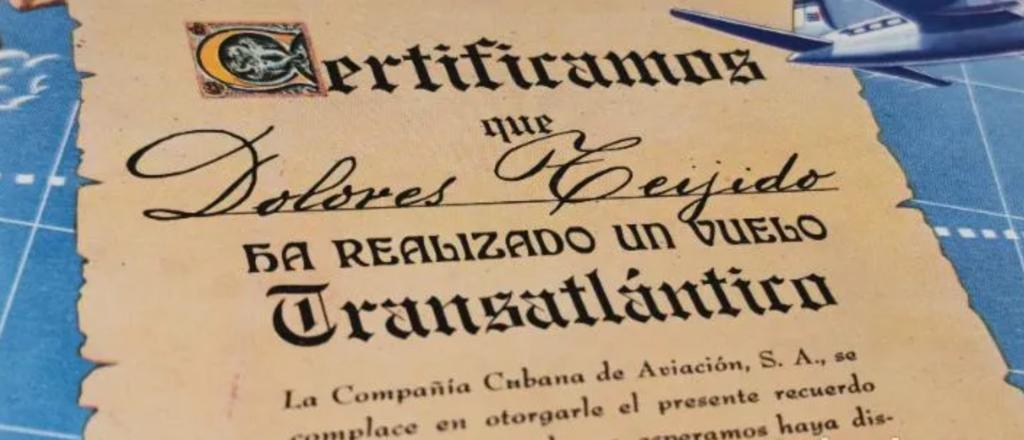 Certificamos
que
Dolores Teijido
HA REALIZADO UN VUELO
Transatlántico
La Compañía Cubana de Aviación, S. A., se
complace en otorgarle el presente recuerdo
esperamos haya dis-